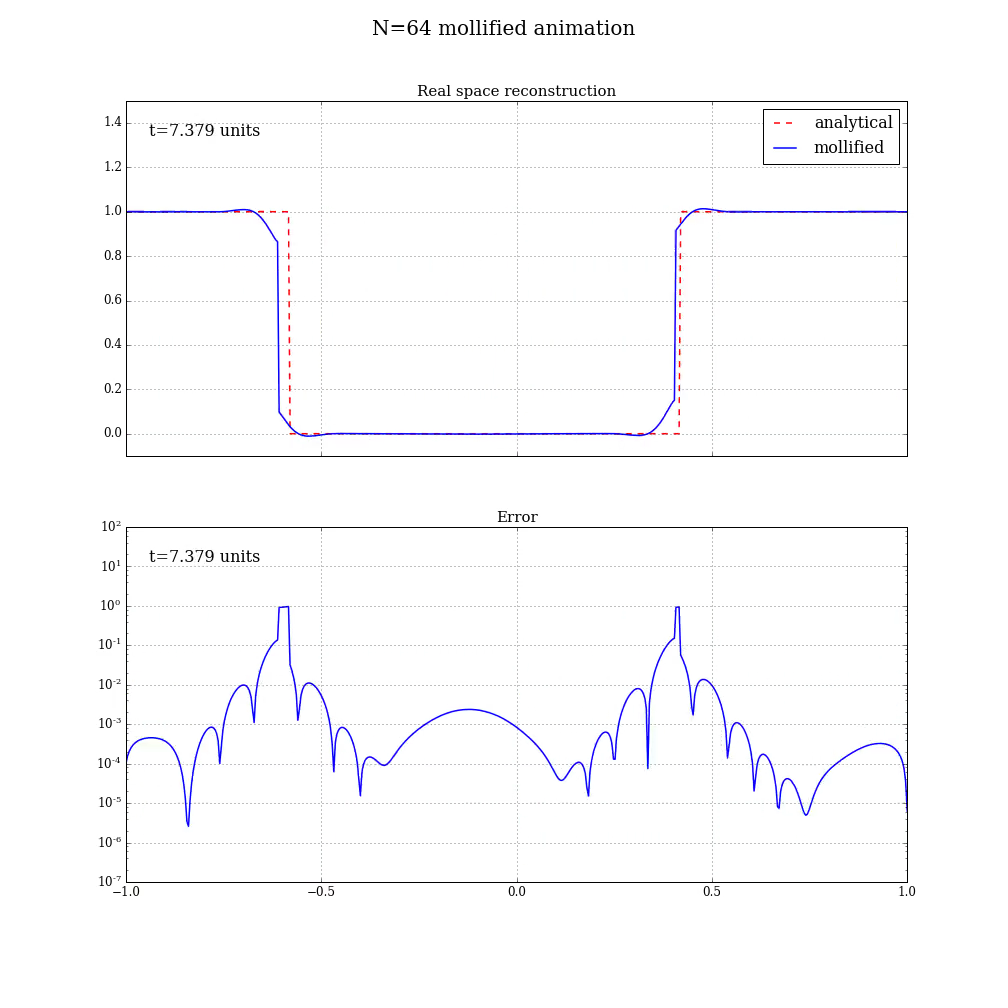 N=64 mollified animation
Real space reconstruction
t=7.379 units
analytical
mollified
1.4
1.2
1.0
0.8
0.6
0.4
0.2
0.0
Error
t=7.379 units
10²
10¹
10⁰
10⁻¹
10⁻²
10⁻³
10⁻⁴
10⁻⁵
10⁻⁶
10⁻⁷
−1.0 −0.5 0.0 0.5 1.0